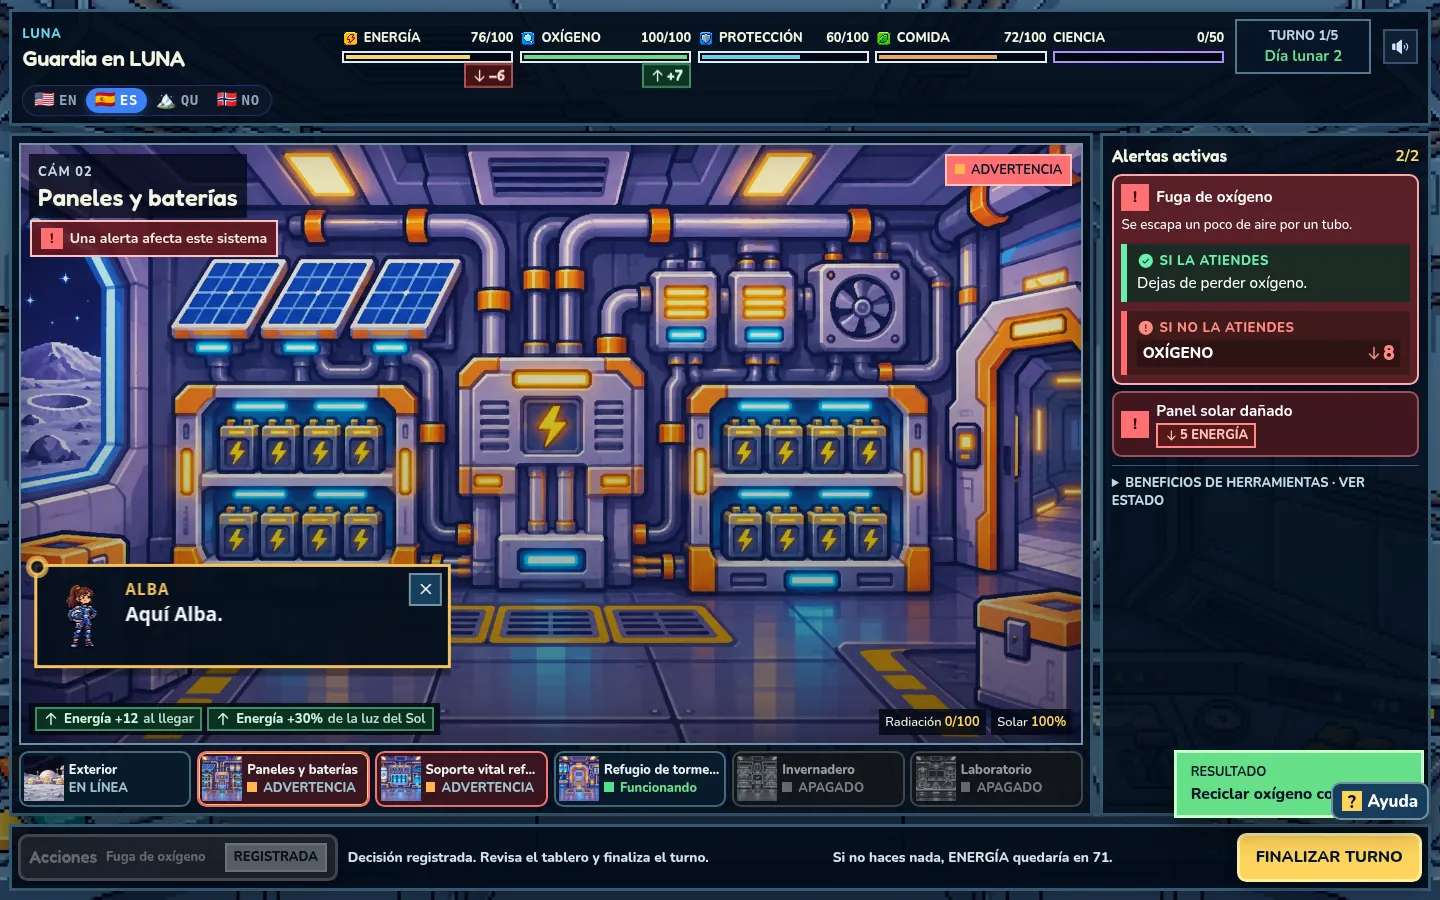 LUNA
Guardia en LUNA
EN ES QU NO
ENERGÍA 76/100
↓ −6
OXÍGENO 100/100
↑ +7
PROTECCIÓN 60/100
COMIDA 72/100
CIENCIA 0/50
TURNO 1/5
Día lunar 2
CÁM 02
Paneles y baterías
! Una alerta afecta este sistema
ADVERTENCIA
ALBA
Aquí Alba.
↑ Energía +12 al llegar
↑ Energía +30% de la luz del Sol
Radiación 0/100
Solar 100%
Exterior
EN LÍNEA
Paneles y baterías
ADVERTENCIA
Soporte vital ref...
ADVERTENCIA
Refugio de torme...
Funcionando
Invernadero
APAGADO
Laboratorio
APAGADO
Alertas activas 2/2
! Fuga de oxígeno
Se escapa un poco de aire por un tubo.
SI LA ATIENDES
Dejas de perder oxígeno.
! SI NO LA ATIENDES
OXÍGENO ↓ 8
! Panel solar dañado
↓ 5 ENERGÍA
BENEFICIOS DE HERRAMIENTAS · VER
ESTADO
RESULTADO
Reciclar oxígeno co
? Ayuda
Acciones Fuga de oxígeno REGISTRADA
Decisión registrada. Revisa el tablero y finaliza el turno.
Si no haces nada, ENERGÍA quedaría en 71.
FINALIZAR TURNO